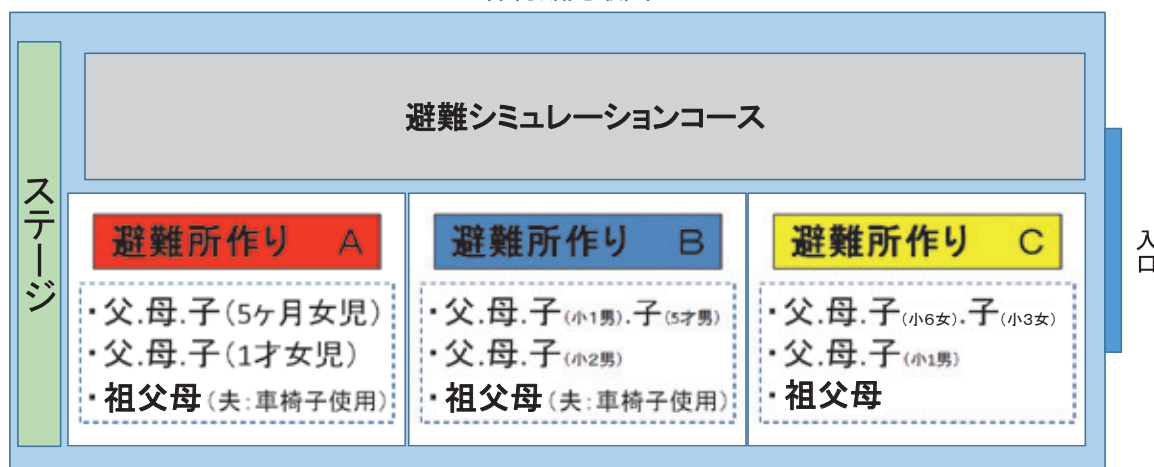 避難シミュレーションコース
ステージ
避難所作り A
・父.母.子(5ヶ月女児)
・父.母.子(1才女児)
・祖父母(夫:車椅子使用)
避難所作り B
・父.母.子(小1男).子(5才男)
・父.母.子(小2男)
・祖父母(夫:車椅子使用)
避難所作り C
・父.母.子(小6女).子(小3女)
・父.母.子(小1男)
・祖父母
入口